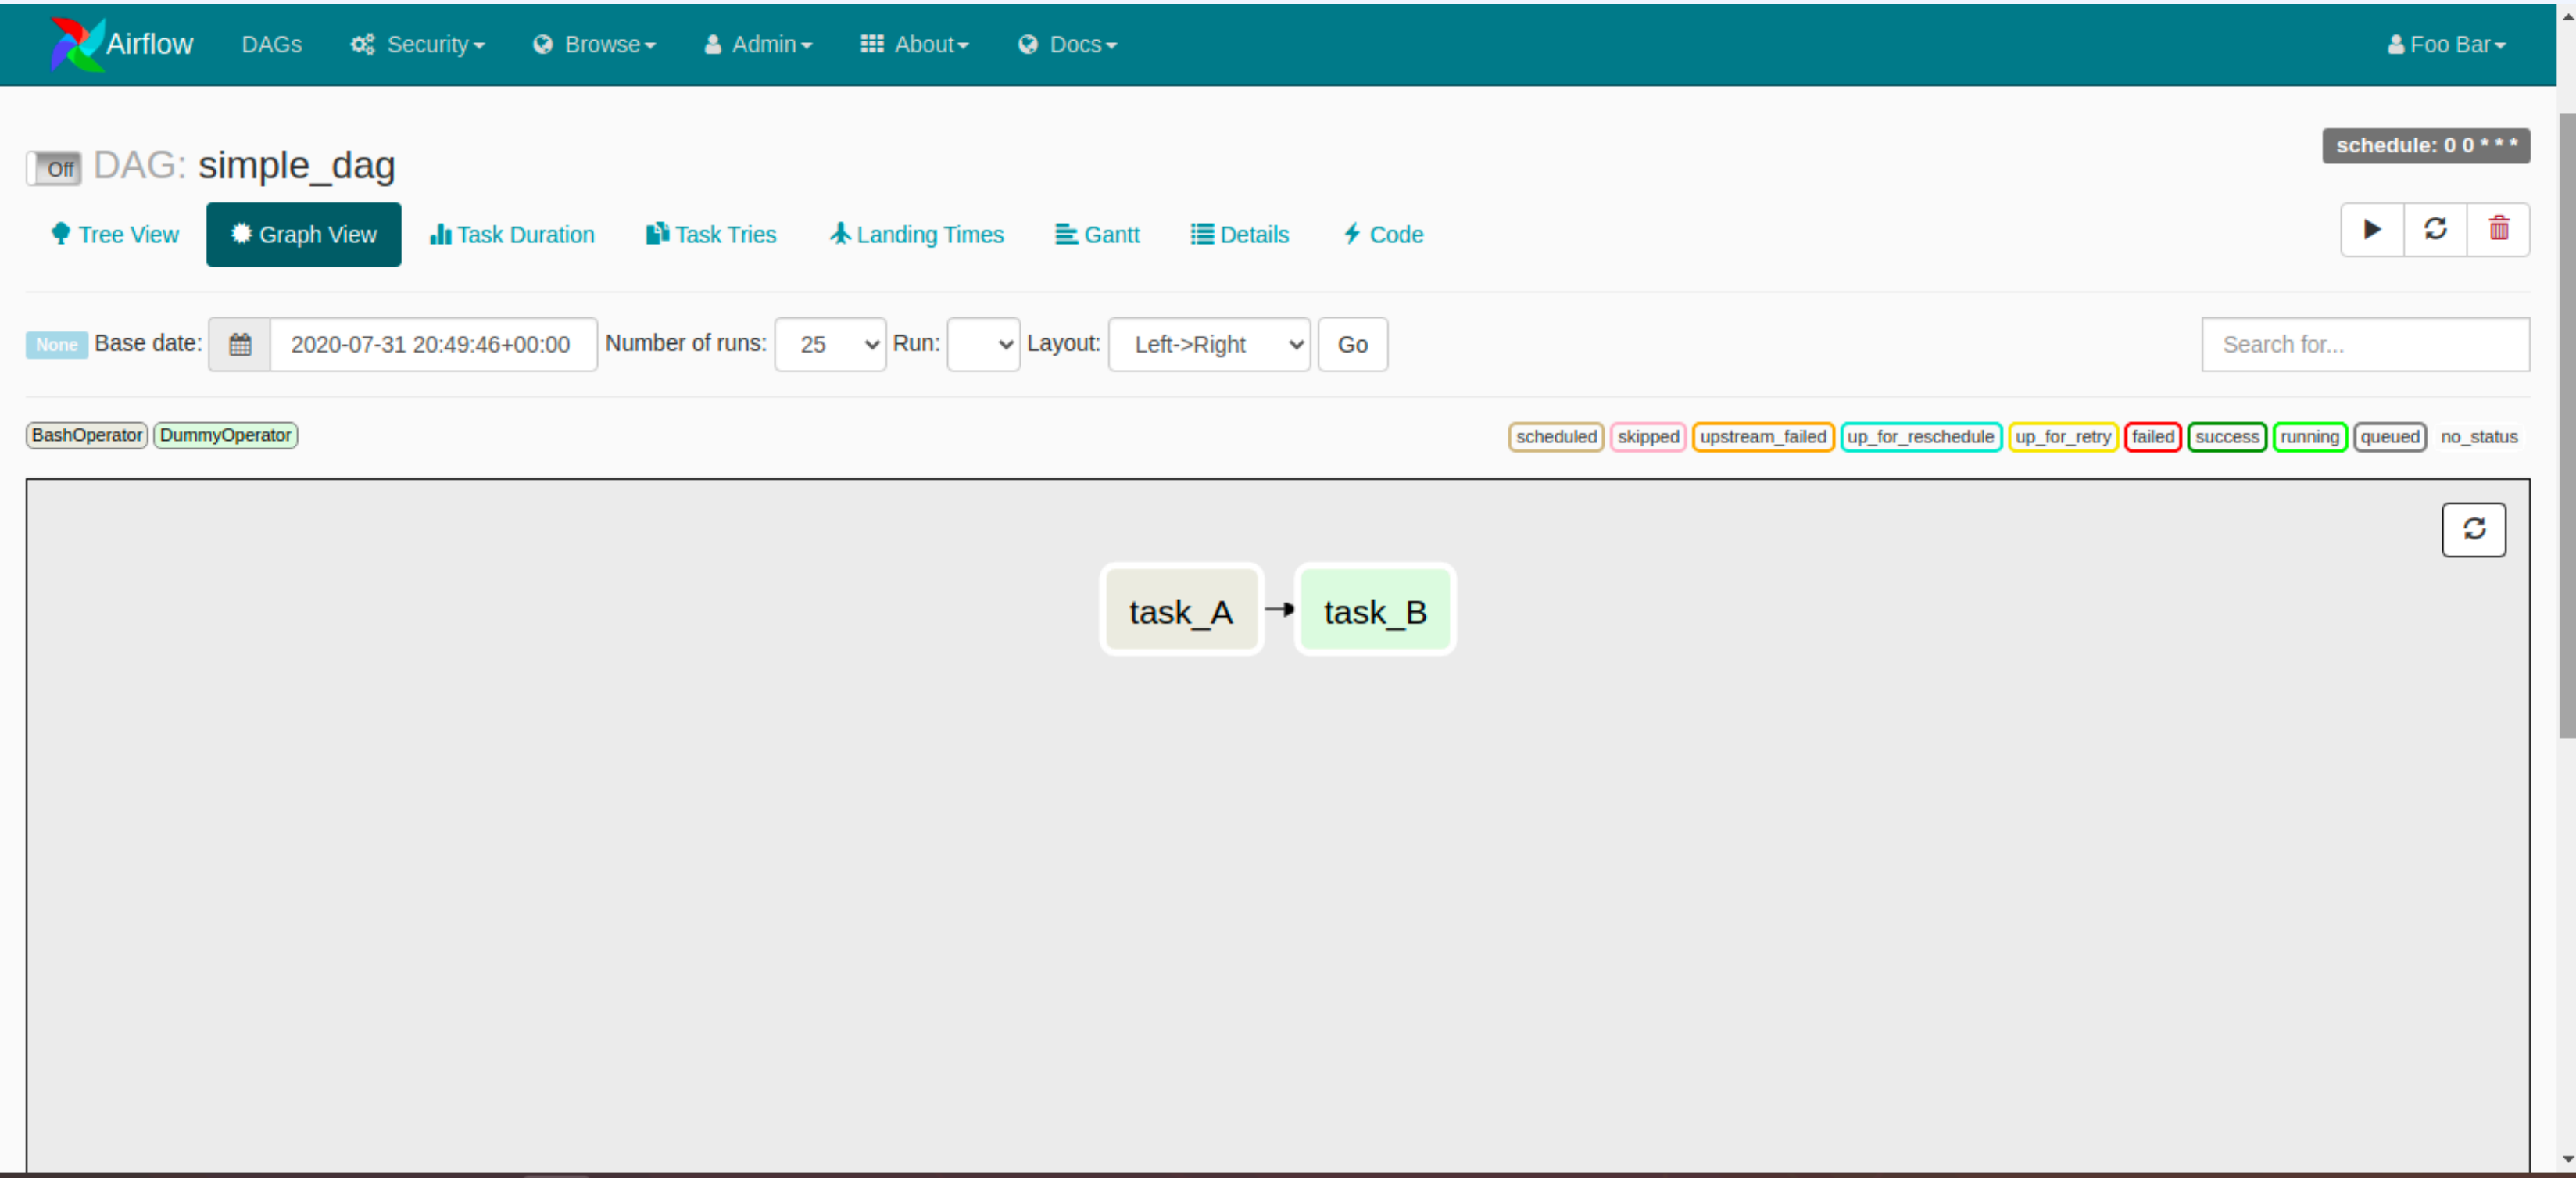 Airflow DAGs Security Browse Admin About Docs Foo Bar
schedule: 0 0 * * *
Off DAG: simple_dag
Tree View Graph View Task Duration Task Tries Landing Times Gantt Details Code
None Base date: 2020-07-31 20:49:46+00:00 Number of runs: 25 Run: Layout: Left->Right Go Search for...
BashOperator DummyOperator scheduled skipped upstream_failed up_for_reschedule up_for_retry failed success running queued no_status
task_A task_B